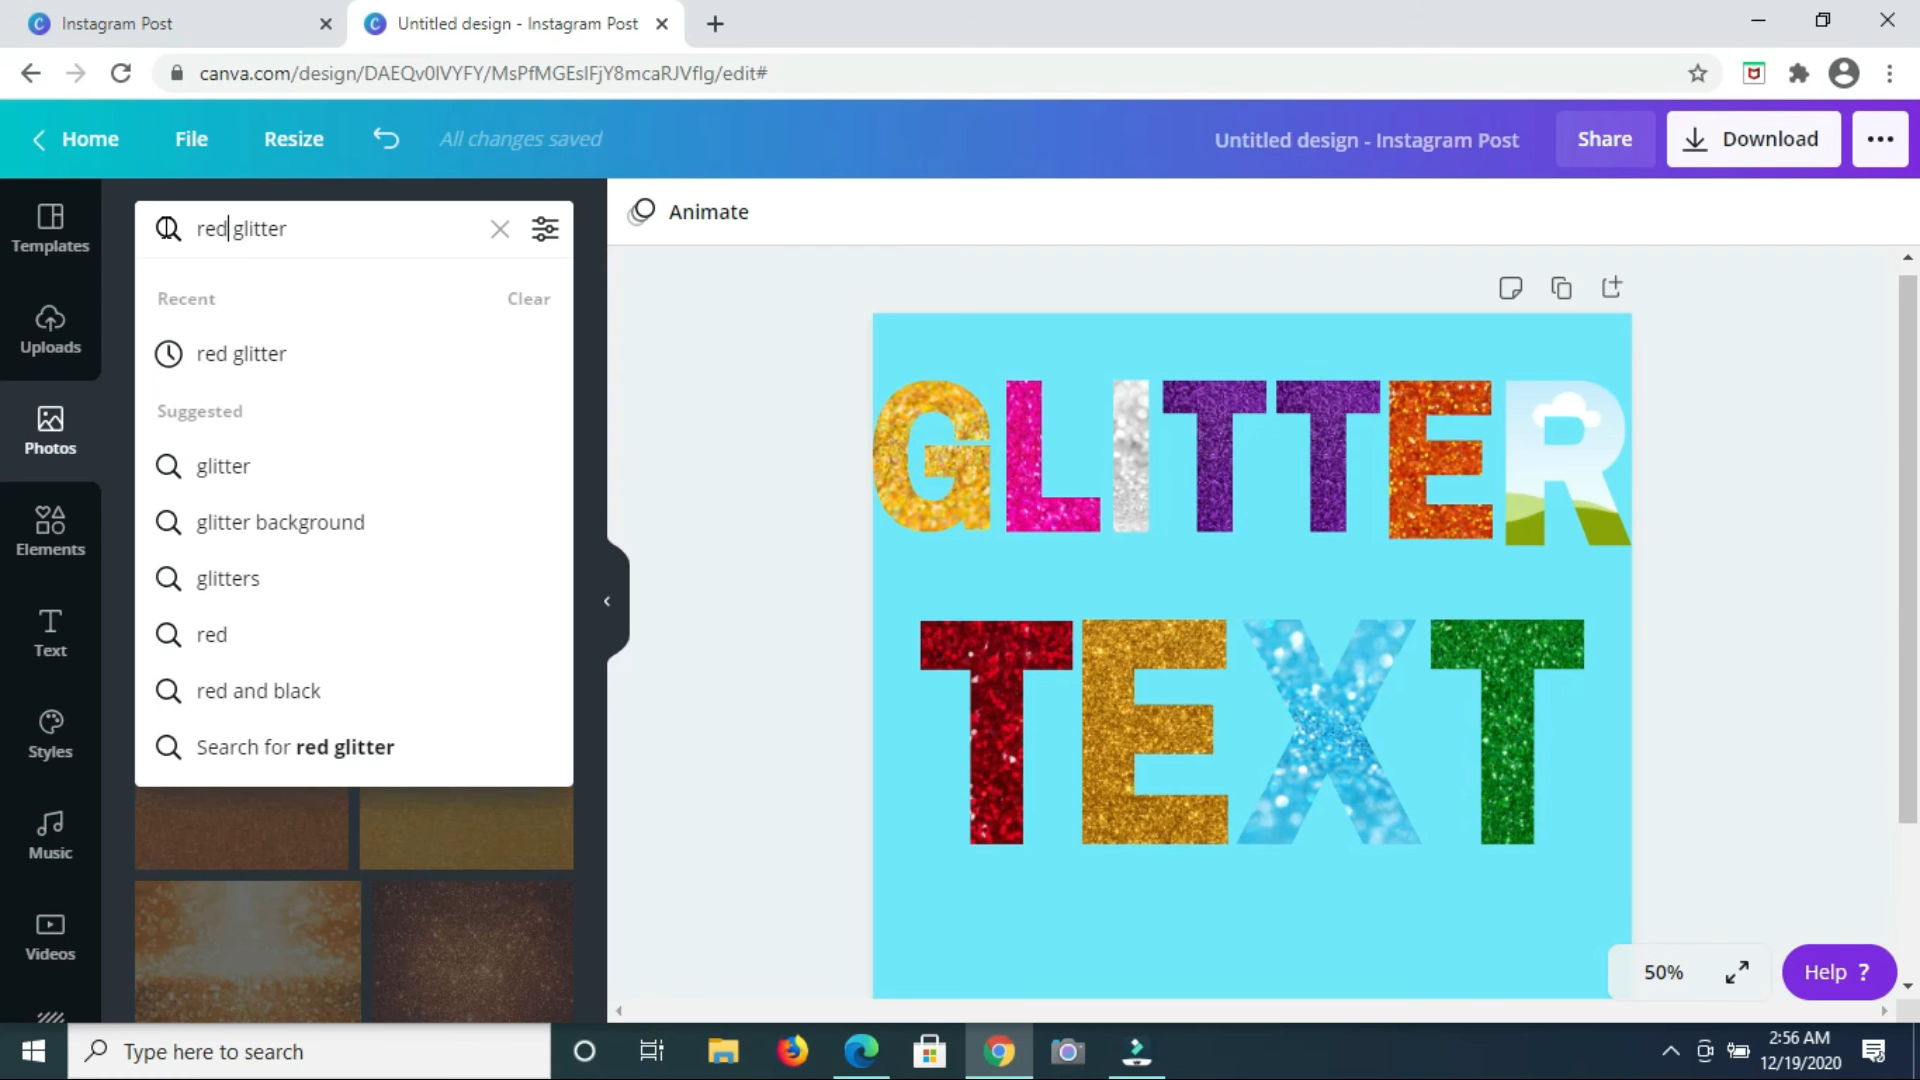 Instagram Post
Untitled design - Instagram Post
canva.com/design/DAEQv0IVYFY/MsPfMGEsIFjY8mcaRJVfIg/edit#
Home File Resize All changes saved Untitled design - Instagram Post Share Download
Templates
Uploads
Photos
Elements
Text
Styles
Music
Videos
red glitter
Recent Clear
red glitter
Suggested
glitter
glitter background
glitters
red
red and black
Search for red glitter
Animate
GLITTER
TEXT
50%
Help ?
Type here to search
2:56 AM
12/19/2020